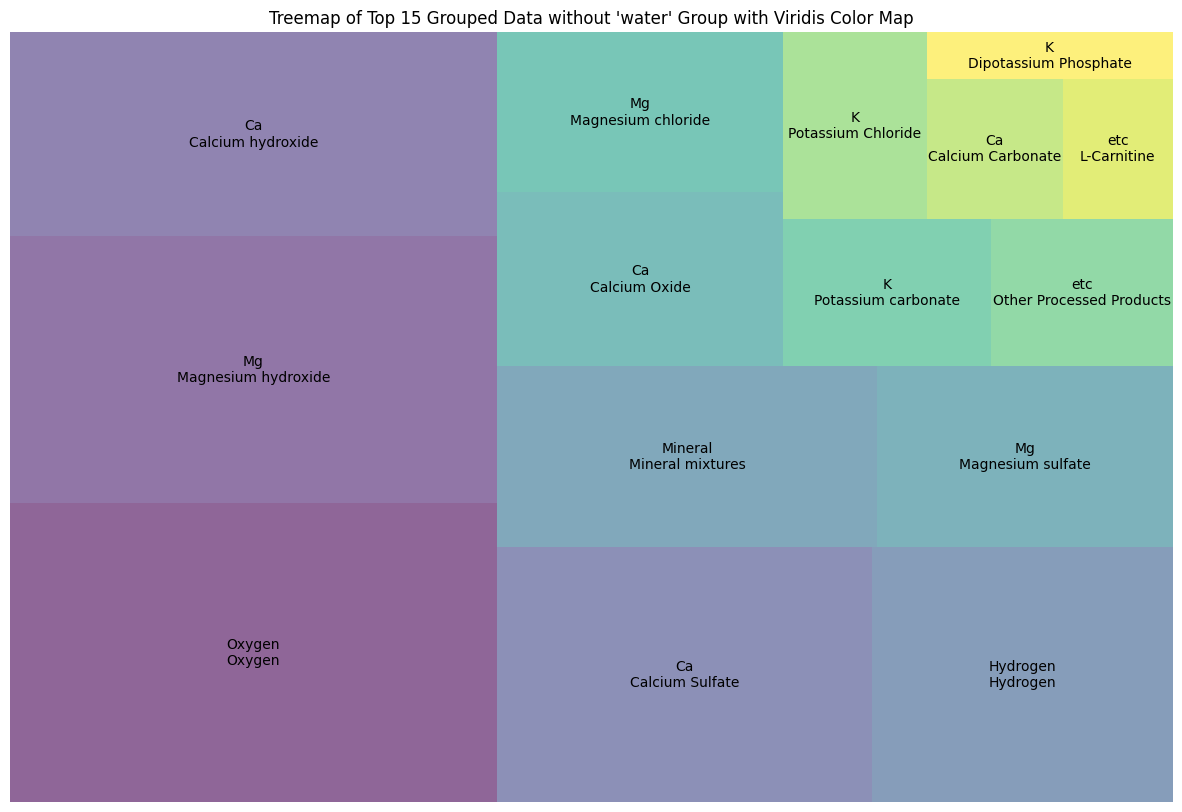 Treemap of Top 15 Grouped Data without 'water' Group with Viridis Color Map
Ca
Calcium hydroxide
Mg
Magnesium hydroxide
Oxygen
Oxygen
Mg
Magnesium chloride
Ca
Calcium Oxide
Mineral
Mineral mixtures
Mg
Magnesium sulfate
Ca
Calcium Sulfate
Hydrogen
Hydrogen
K
Potassium Chloride
K
Dipotassium Phosphate
Ca
Calcium Carbonate
etc
L-Carnitine
K
Potassium carbonate
etc
Other Processed Products